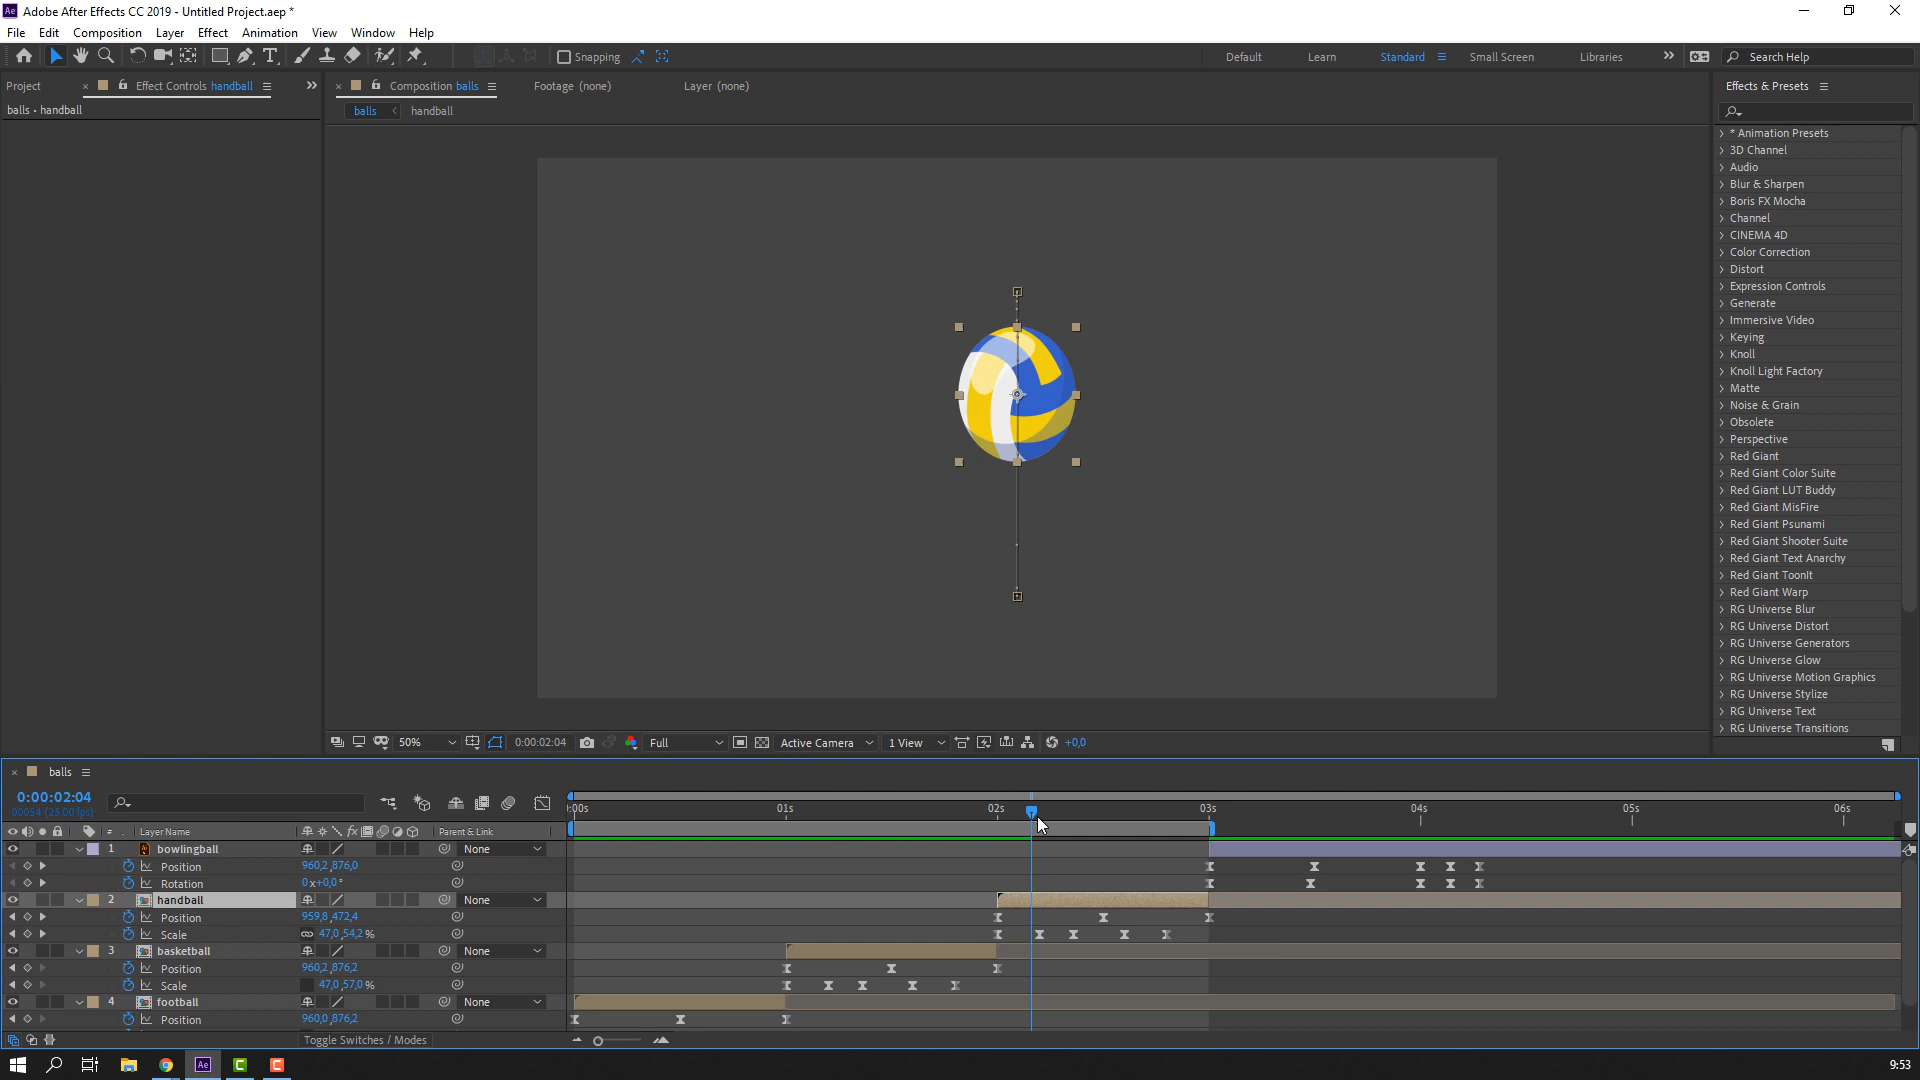 Adobe After Effects CC 2019 - Untitled Project.aep *
File Edit Composition Layer Effect Animation View Window Help
Snapping
Default Learn Standard Small Screen Libraries Search Help
Project Effect Controls handball Composition balls Footage (none) Layer (none) Effects & Presets
balls • handball balls handball
* Animation Presets
3D Channel
Audio
Blur & Sharpen
Boris FX Mocha
Channel
CINEMA 4D
Color Correction
Distort
Expression Controls
Generate
Immersive Video
Keying
Knoll
Knoll Light Factory
Matte
Noise & Grain
Obsolete
Perspective
Red Giant
Red Giant Color Suite
Red Giant LUT Buddy
Red Giant MisFire
Red Giant Psunami
Red Giant Shooter Suite
Red Giant Text Anarchy
Red Giant ToonIt
Red Giant Warp
RG Universe Blur
RG Universe Distort
RG Universe Generators
RG Universe Glow
RG Universe Motion Graphics
RG Universe Stylize
RG Universe Text
RG Universe Transitions
50% 0:00:02:04 Full Active Camera 1 View +0,0
balls
0:00:02:04
00054 (25.00 fps)
:00s 01s 02s 03s 04s 05s 06s
# Layer Name fx Parent & Link
1 bowlingball None
Position 960,2,876,0
Rotation 0x+0,0°
2 handball None
Position 959,8,472,4
Scale 47,0,54,2%
3 basketball None
Position 960,2,876,2
Scale 47,0,57,0%
4 football None
Position 960,0,876,2
Toggle Switches / Modes
9:53